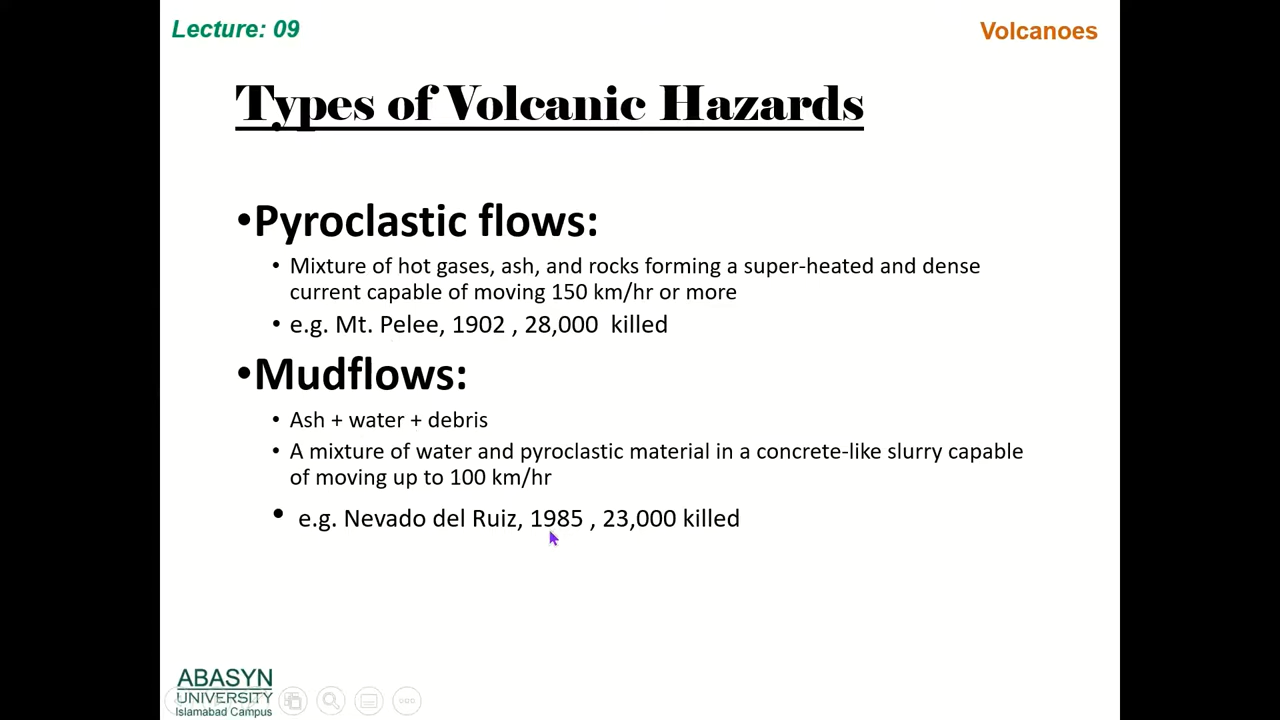 Lecture: 09
Volcanoes
Types of Volcanic Hazards
•Pyroclastic flows:
• Mixture of hot gases, ash, and rocks forming a super-heated and dense
current capable of moving 150 km/hr or more
• e.g. Mt. Pelee, 1902 , 28,000 killed
•Mudflows:
• Ash + water + debris
• A mixture of water and pyroclastic material in a concrete-like slurry capable
of moving up to 100 km/hr
• e.g. Nevado del Ruiz, 1985 , 23,000 killed
ABASYN
UNIVERSITY
Islamabad Campus